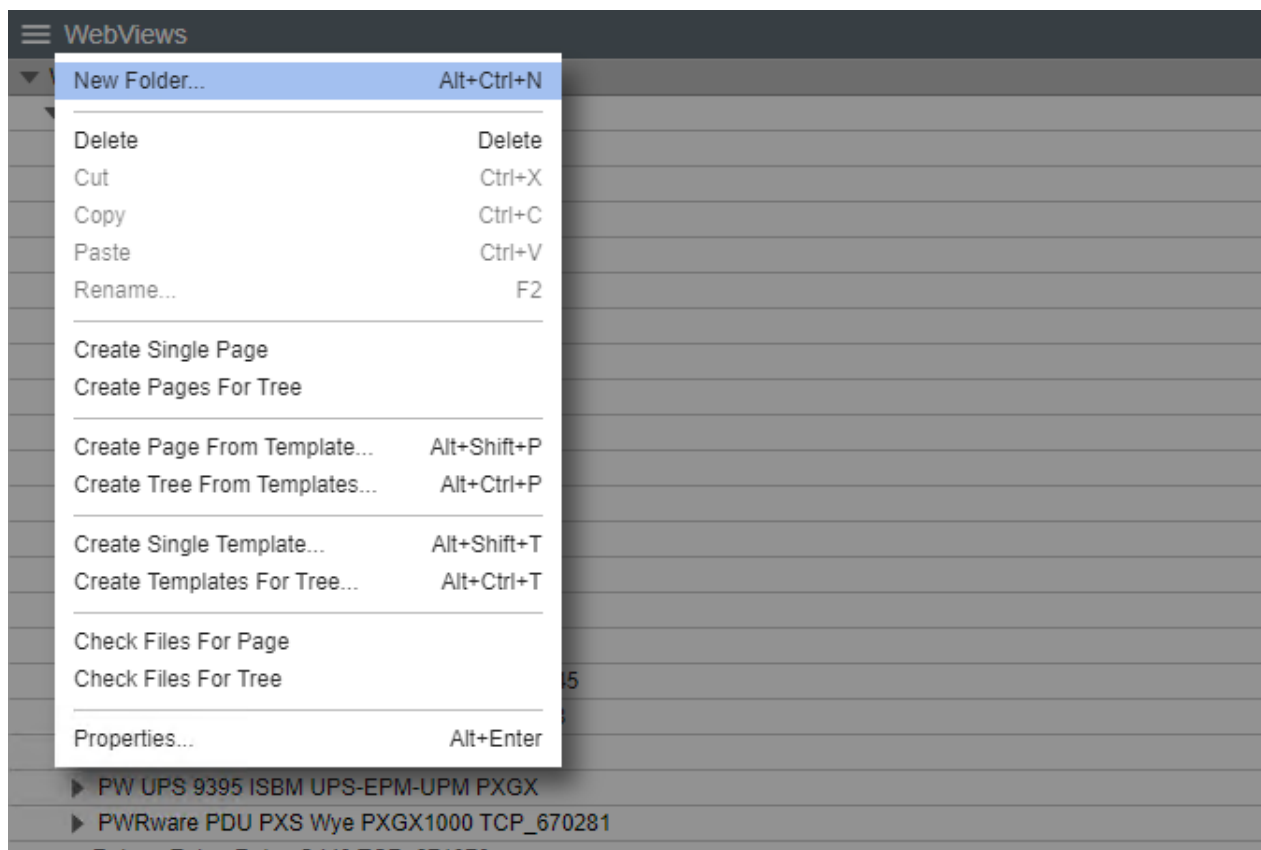 WebViews
New Folder... Alt+Ctrl+N
Delete Delete
Cut Ctrl+X
Copy Ctrl+C
Paste Ctrl+V
Rename... F2
Create Single Page
Create Pages For Tree
Create Page From Template... Alt+Shift+P
Create Tree From Templates... Alt+Ctrl+P
Create Single Template... Alt+Shift+T
Create Templates For Tree... Alt+Ctrl+T
Check Files For Page
Check Files For Tree
Properties... Alt+Enter
PW UPS 9395 ISBM UPS-EPM-UPM PXGX
PWRware PDU PXS Wye PXGX1000 TCP_670281